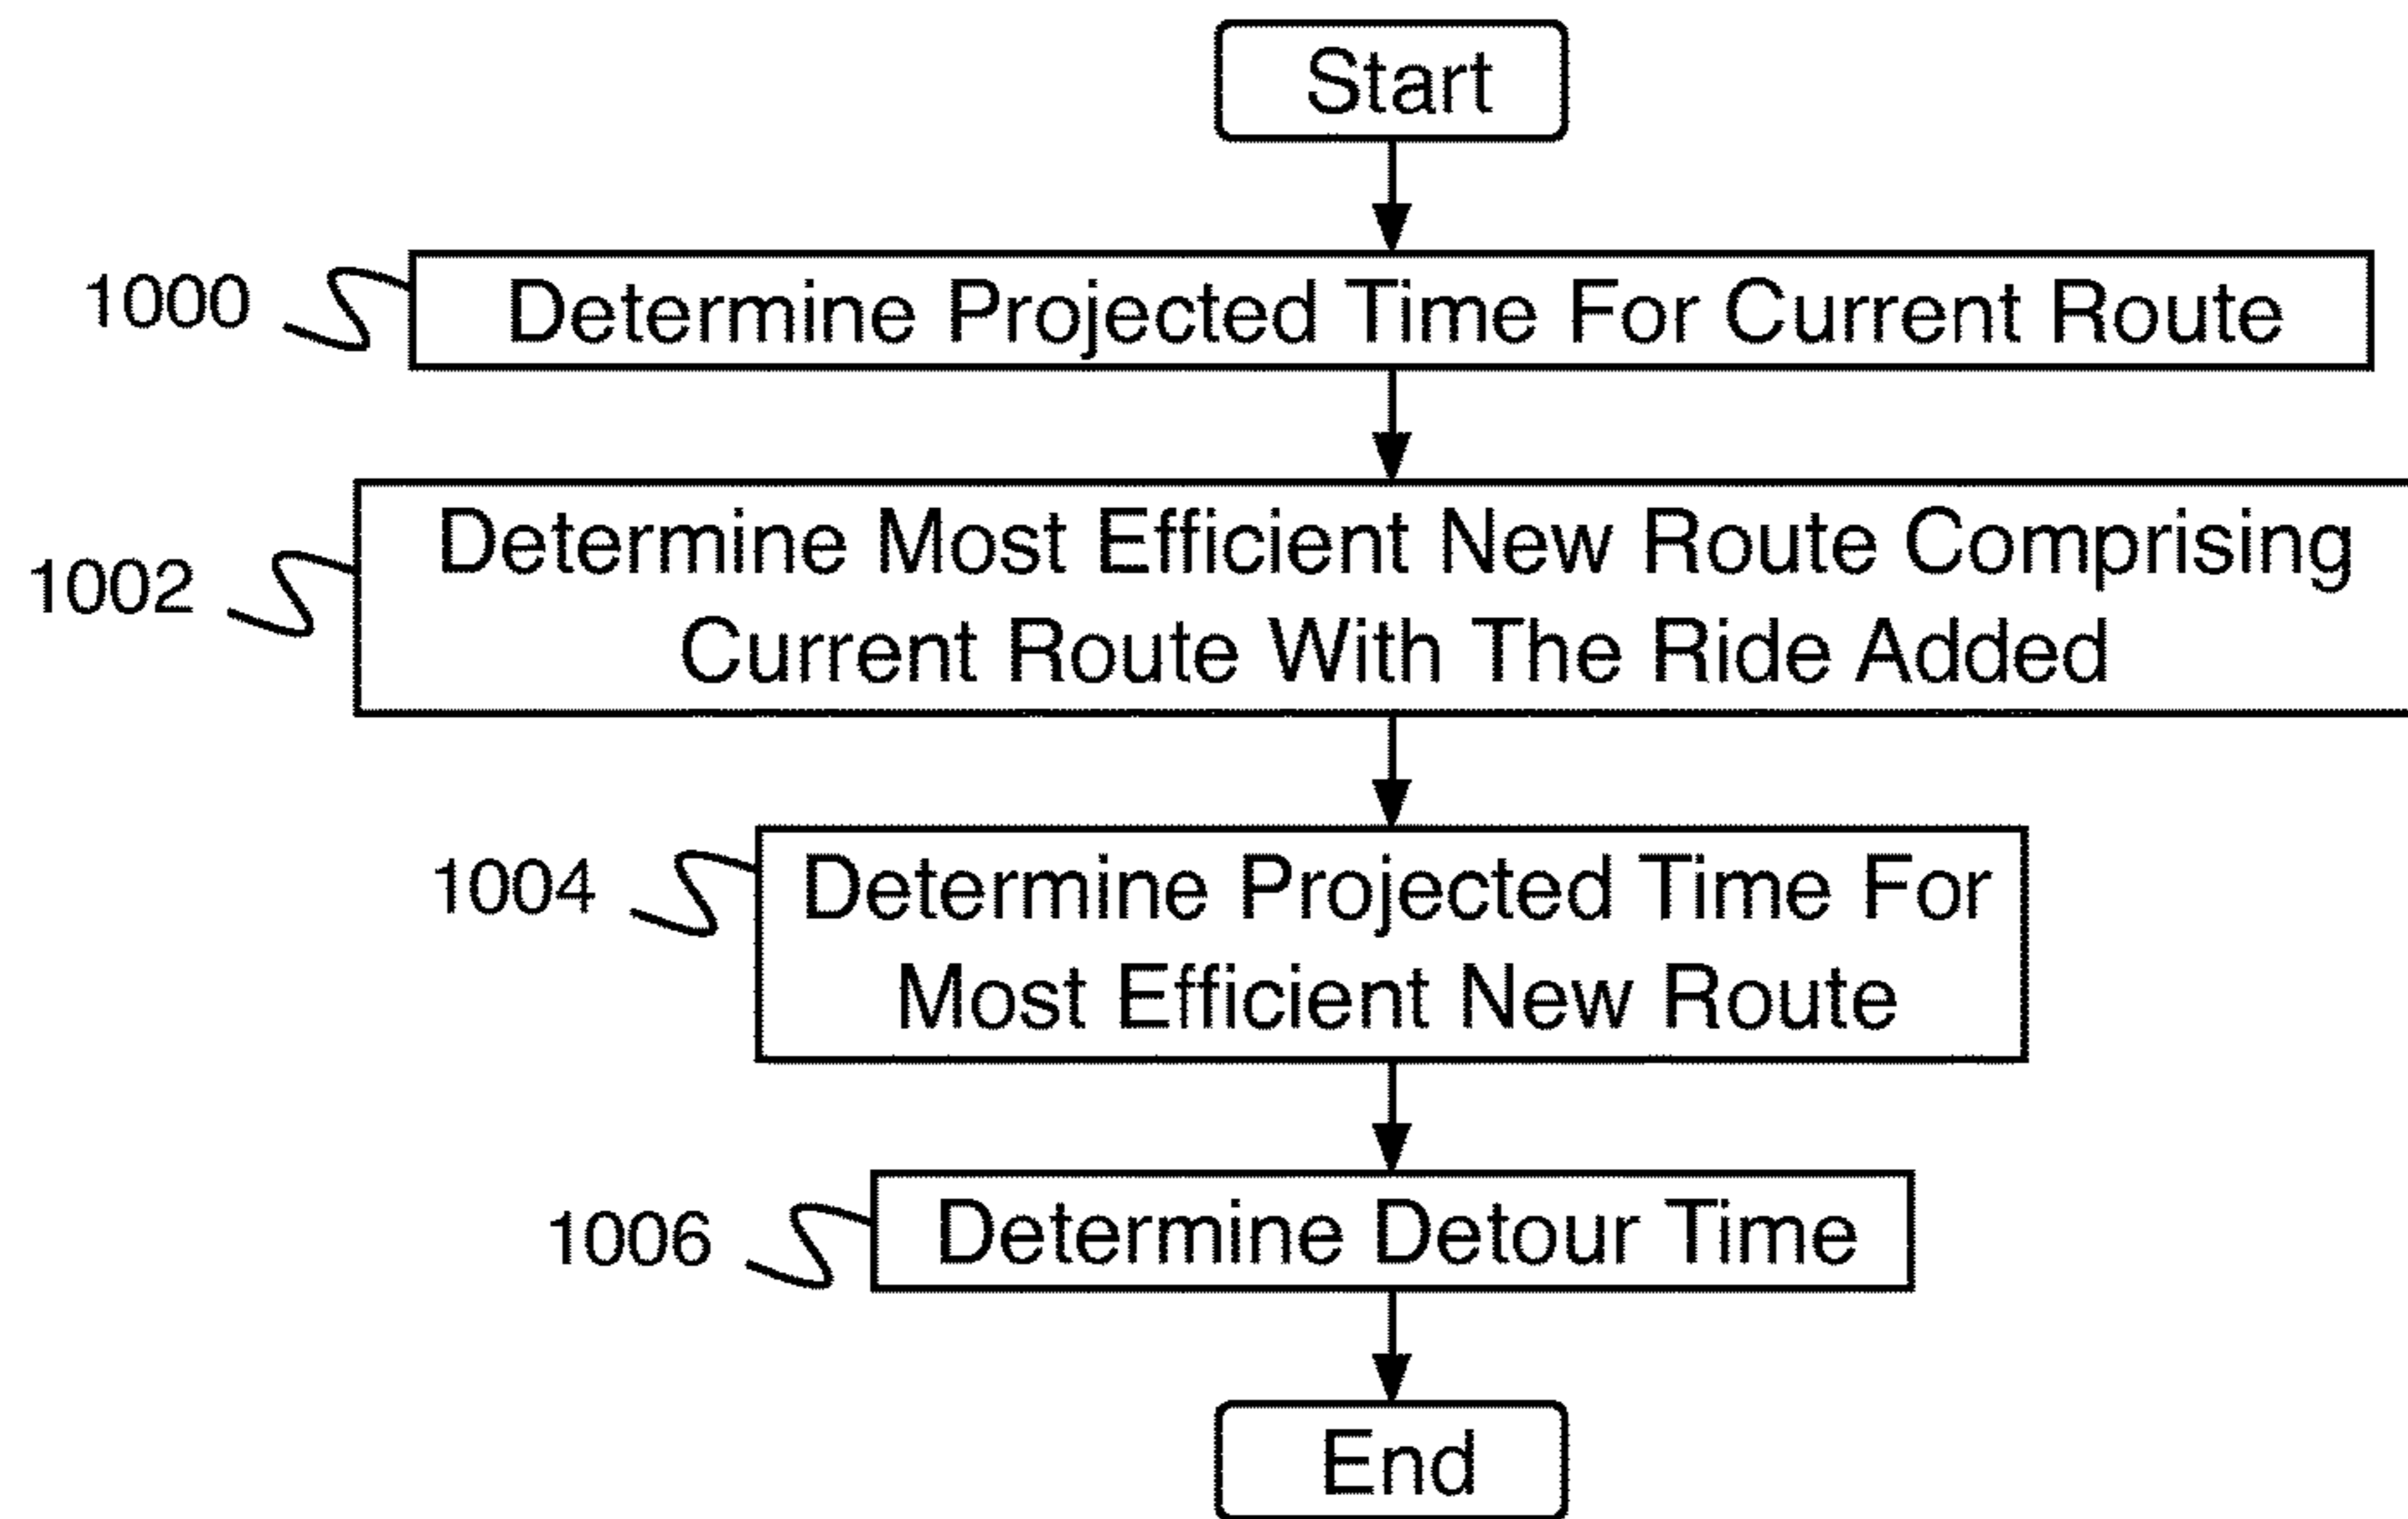 Start
1000
Determine Projected Time For Current Route
1002
Determine Most Efficient New Route Comprising
Current Route With The Ride Added
1004
Determine Projected Time For
Most Efficient New Route
1006
Determine Detour Time
End